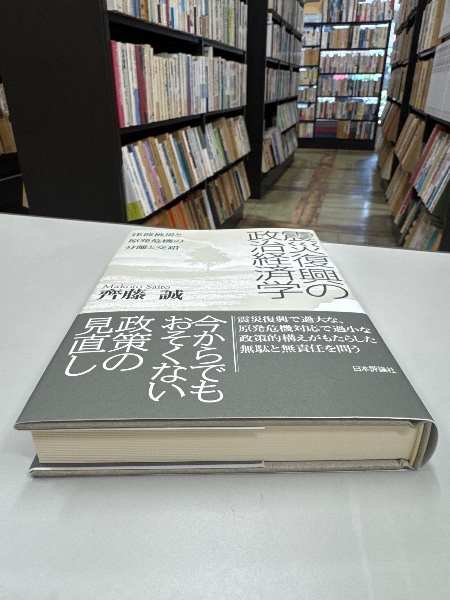 震災復興の
政治経済学
津波被災と
原発危機の
分離と交錯
Makoto Saito
齊藤 誠
今からでも
おそくない
政策の
見直し
震災復興で過大な、
原発危機対応で過小な
政策的構えがもたらした
無駄と無責任を問う
日本評論社